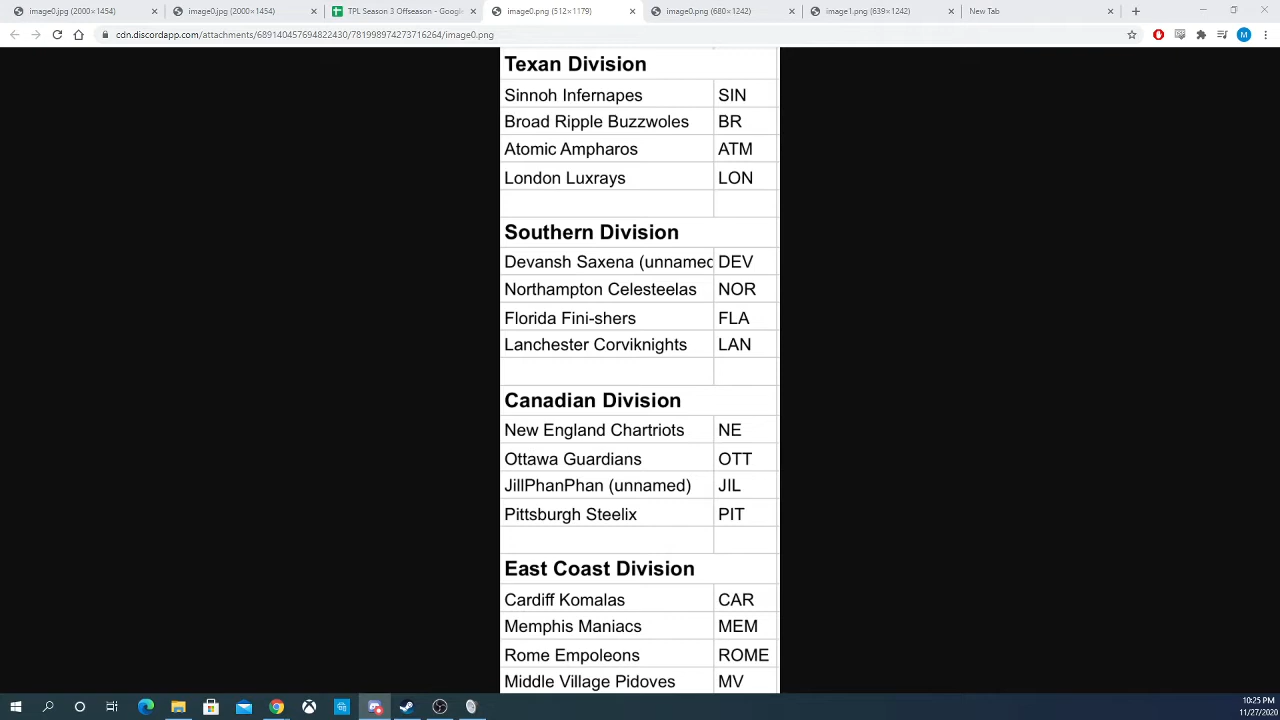 image0.jpg (2000×1454)
image0.jpg (2000×1454)
TPL Season 3 Offseason - Google
image0.png (512×1179)
image0.png (680×1242)
image1.png (639×1242)
New Tab
cdn.discordapp.com/attachments/689140457694822430/781998974273716264/image0.png
M
Texan Division
Sinnoh Infernapes SIN
Broad Ripple Buzzwoles BR
Atomic Ampharos ATM
London Luxrays LON
Southern Division
Devansh Saxena (unnamed DEV
Northampton Celesteelas NOR
Florida Fini-shers FLA
Lanchester Corviknights LAN
Canadian Division
New England Chartriots NE
Ottawa Guardians OTT
JillPhanPhan (unnamed) JIL
Pittsburgh Steelix PIT
East Coast Division
Cardiff Komalas CAR
Memphis Maniacs MEM
Rome Empoleons ROME
Middle Village Pidoves MV
10:25 PM
11/27/2020